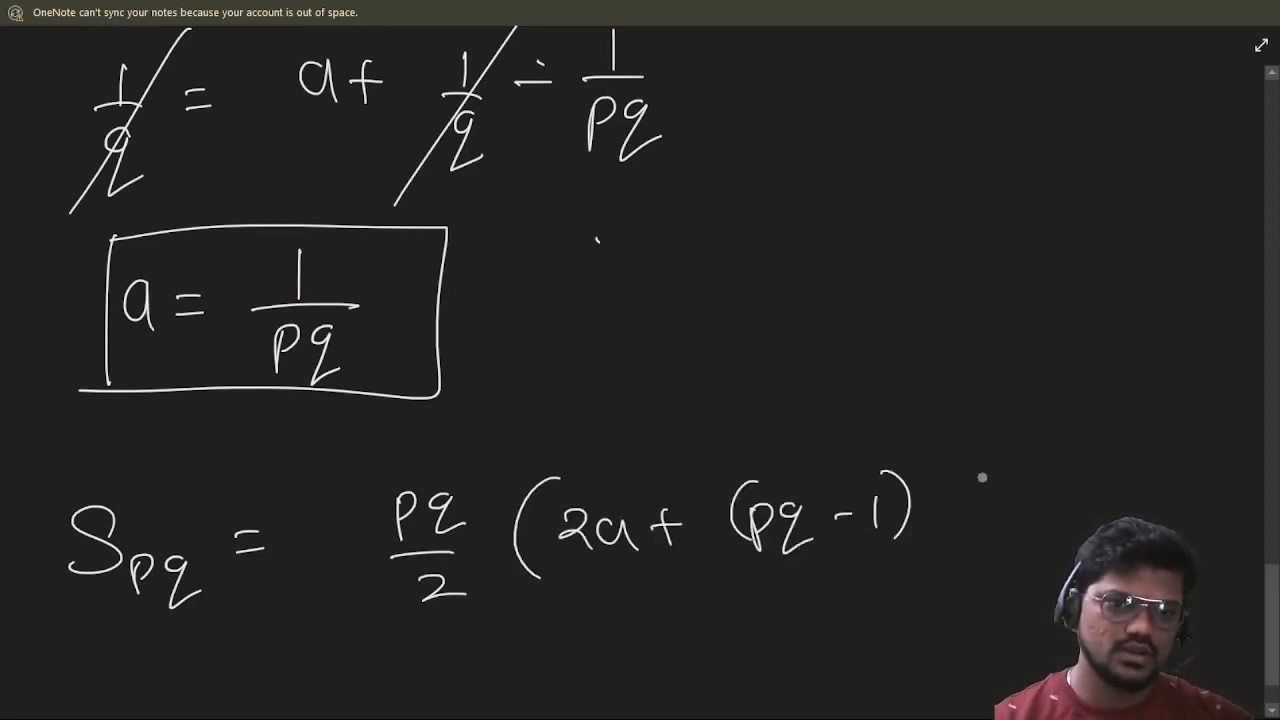 OneNote can't sync your notes because your account is out of space.
1/q = a + 1/q - 1/pq
a = 1/pq
Spq = pq/2 (2a + (pq - 1)